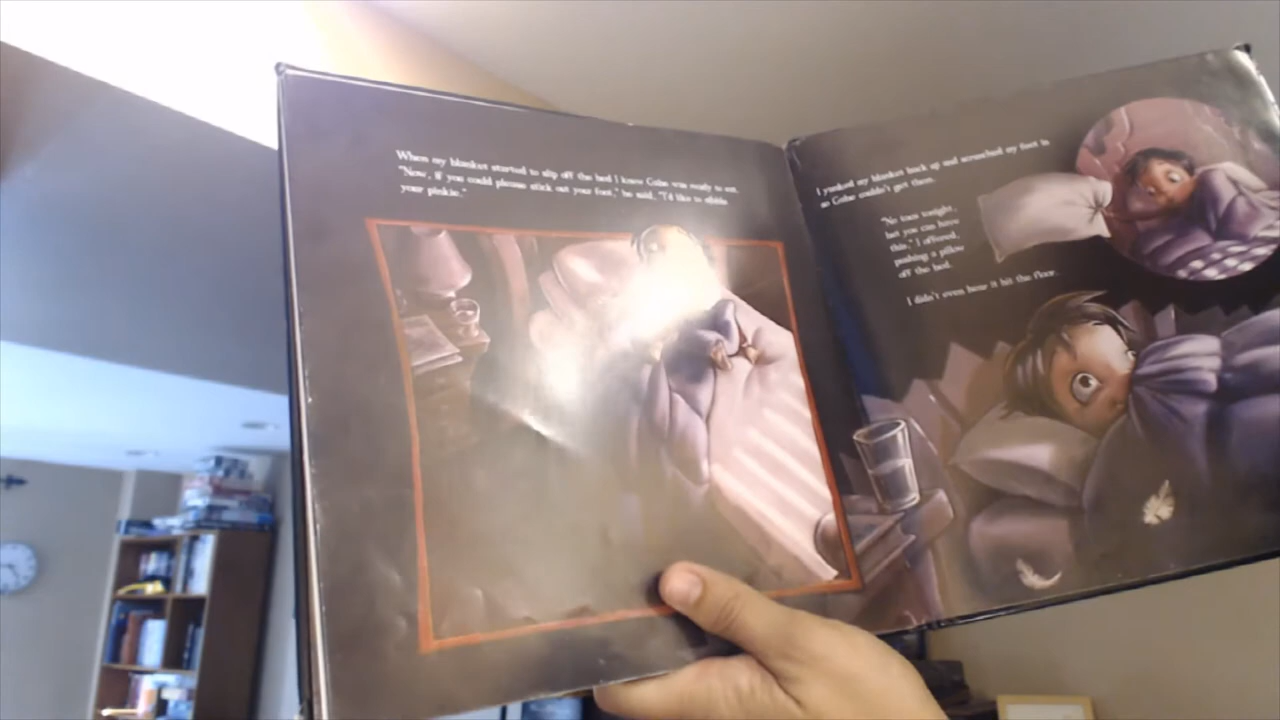 When my blanket started to slip off the bed I knew Gabe was ready to eat.
"Now, if you could please stick out your foot," he said, "I'd like to nibble
your pinkie."
I yanked my blanket back up and scrunched my feet in
so Gabe couldn't get them.
"No toes tonight,
but you can have
this," I offered,
pushing a pillow
off the bed.
I didn't even hear it hit the floor.